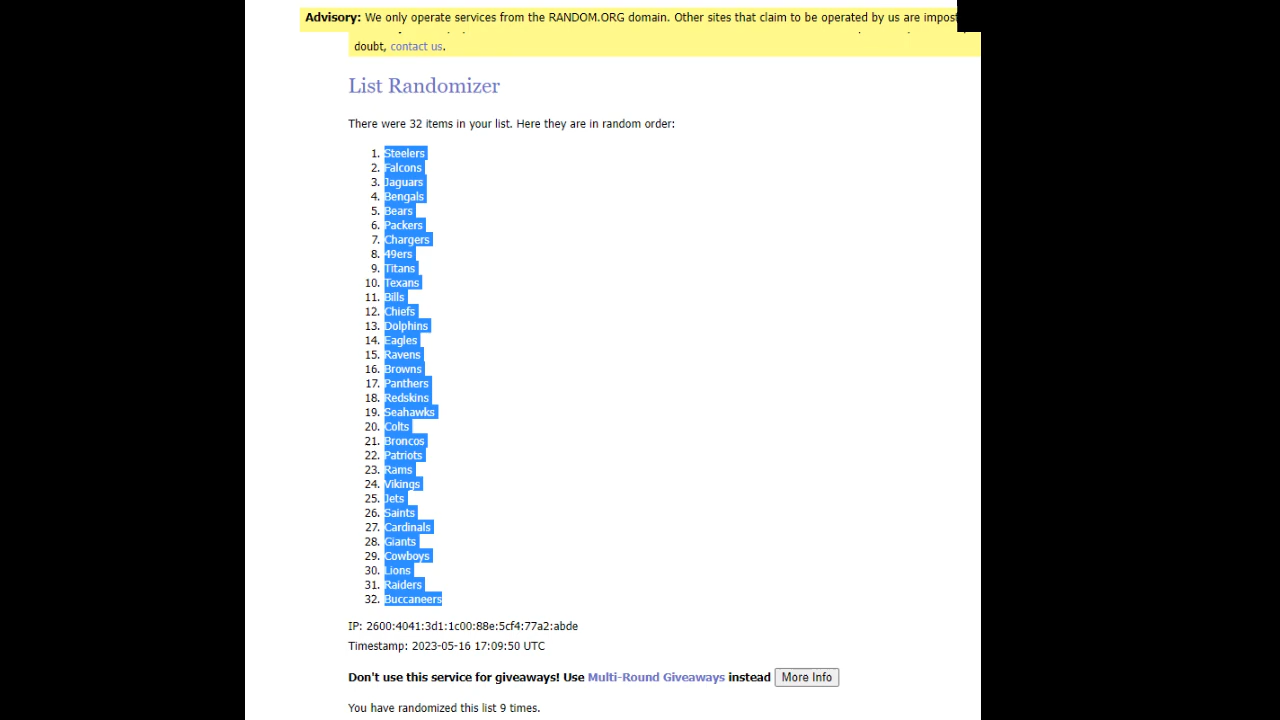 Advisory: We only operate services from the RANDOM.ORG domain. Other sites that claim to be operated by us are
doubt, contact us.
List Randomizer
There were 32 items in your list. Here they are in random order:
1. Steelers
2. Falcons
3. Jaguars
4. Bengals
5. Bears
6. Packers
7. Chargers
8. 49ers
9. Titans
10. Texans
11. Bills
12. Chiefs
13. Dolphins
14. Eagles
15. Ravens
16. Browns
17. Panthers
18. Redskins
19. Seahawks
20. Colts
21. Broncos
22. Patriots
23. Rams
24. Vikings
25. Jets
26. Saints
27. Cardinals
28. Giants
29. Cowboys
30. Lions
31. Raiders
32. Buccaneers
IP: 2600:4041:3d1:1c00:88e:5cf4:77a2:abde
Timestamp: 2023-05-16 17:09:50 UTC
Don't use this service for giveaways! Use Multi-Round Giveaways instead More Info
You have randomized this list 9 times.